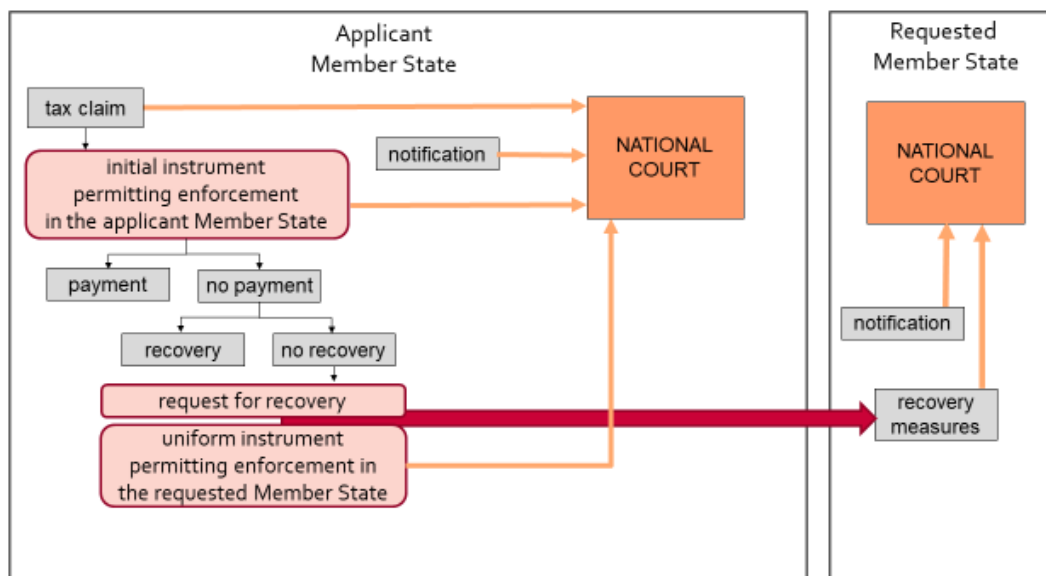 Applicant
Member State
tax claim
notification
NATIONAL
COURT
initial instrument
permitting enforcement
in the applicant Member State
payment
no payment
recovery
no recovery
request for recovery
uniform instrument
permitting enforcement in
the requested Member State
Requested
Member State
NATIONAL
COURT
notification
recovery
measures